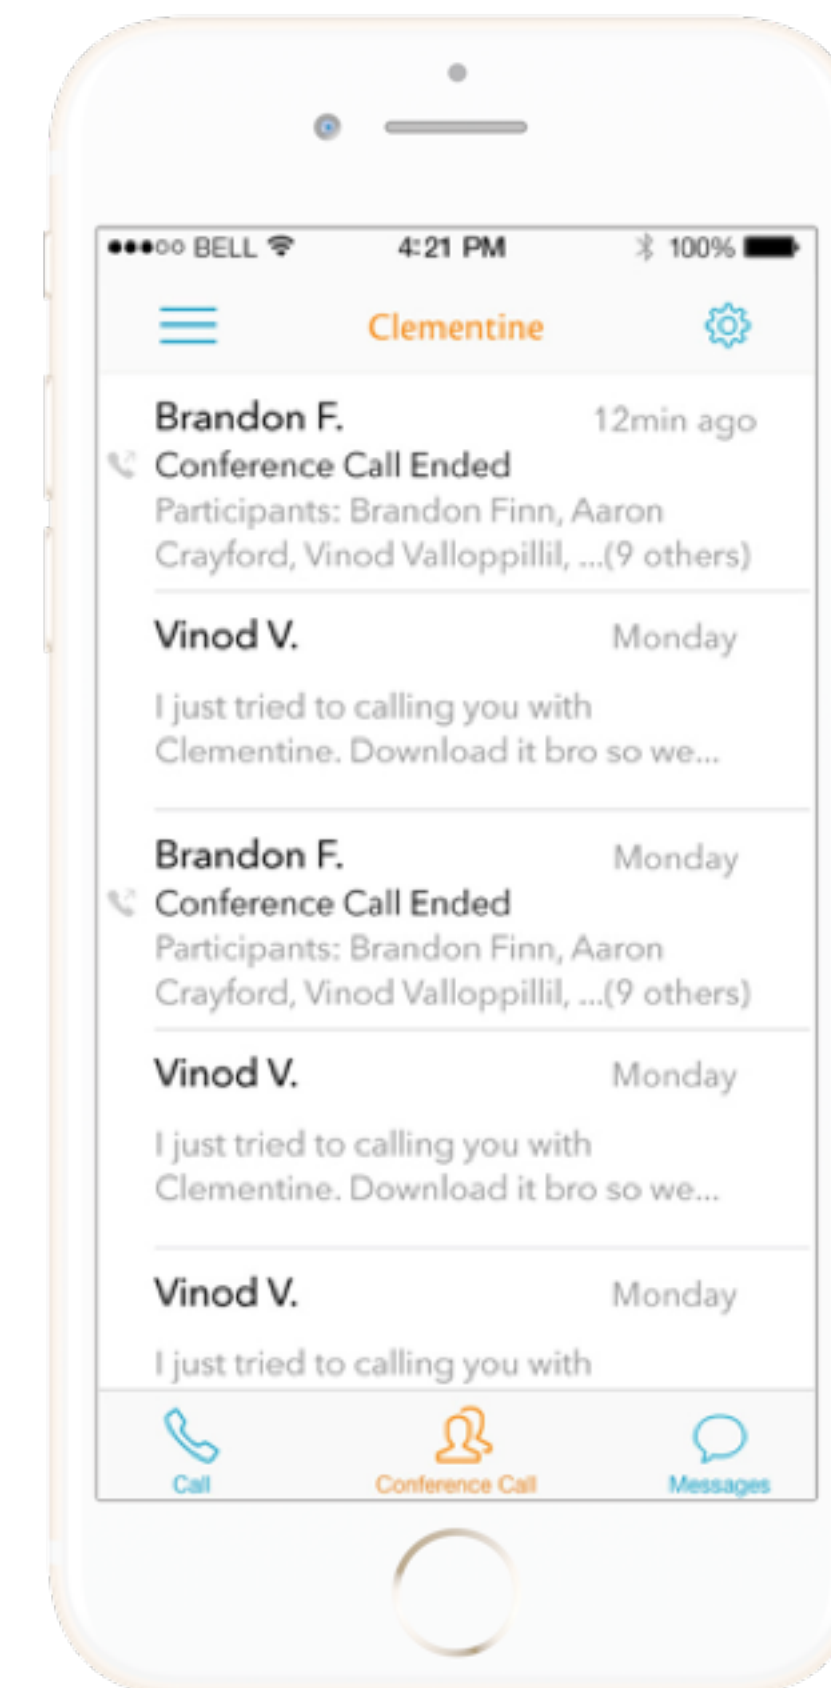 BELL 4:21 PM 100%
Clementine
Brandon F. 12min ago
Conference Call Ended
Participants: Brandon Finn, Aaron
Crayford, Vinod Valloppillil, ...(9 others)
Vinod V. Monday
I just tried to calling you with
Clementine. Download it bro so we...
Brandon F. Monday
Conference Call Ended
Participants: Brandon Finn, Aaron
Crayford, Vinod Valloppillil, ...(9 others)
Vinod V. Monday
I just tried to calling you with
Clementine. Download it bro so we...
Vinod V. Monday
I just tried to calling you with
Call Conference Call Messages